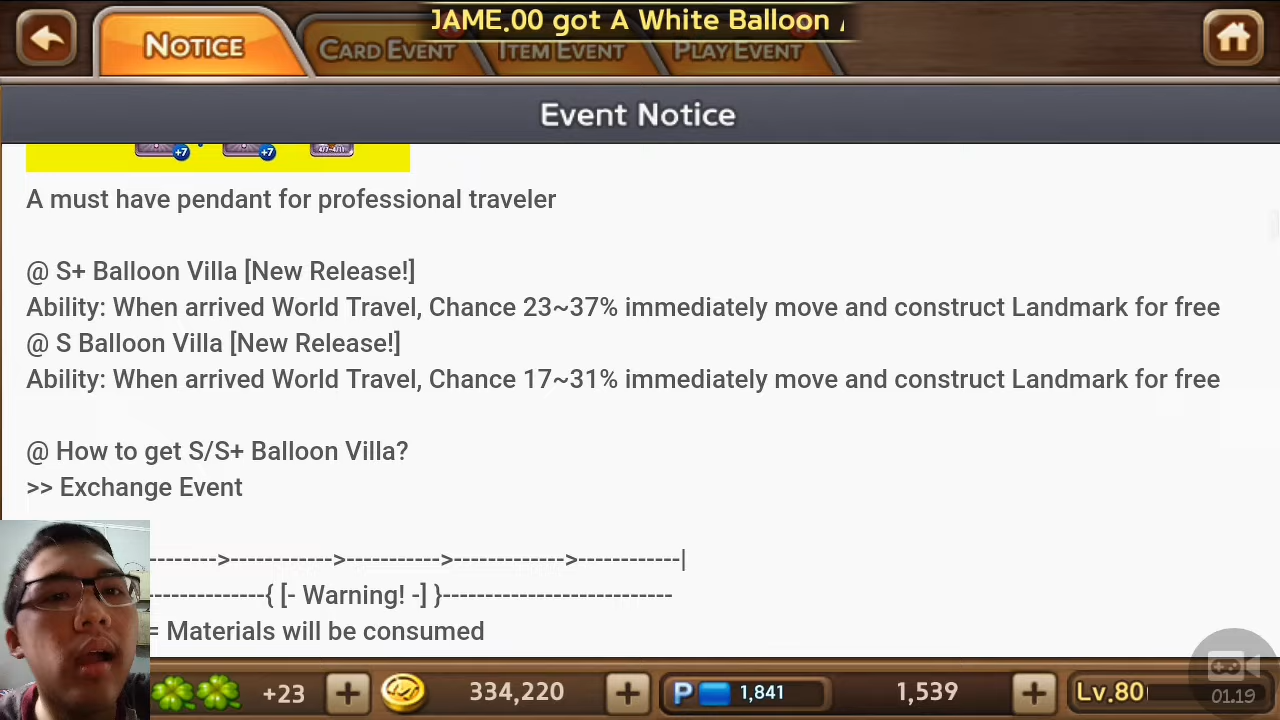 JAME.00 got A White Balloon
NOTICE
CARD EVENT
ITEM EVENT
PLAY EVENT
Event Notice
+7
+7
A must have pendant for professional traveler
@ S+ Balloon Villa [New Release!]
Ability: When arrived World Travel, Chance 23~37% immediately move and construct Landmark for free
@ S Balloon Villa [New Release!]
Ability: When arrived World Travel, Chance 17~31% immediately move and construct Landmark for free
@ How to get S/S+ Balloon Villa?
>> Exchange Event
-------->------------>----------->------------->------------|
--------------{ [- Warning! -] }---------------------------
= Materials will be consumed
+23
334,220
P 1,841
1,539
Lv.80
01.19